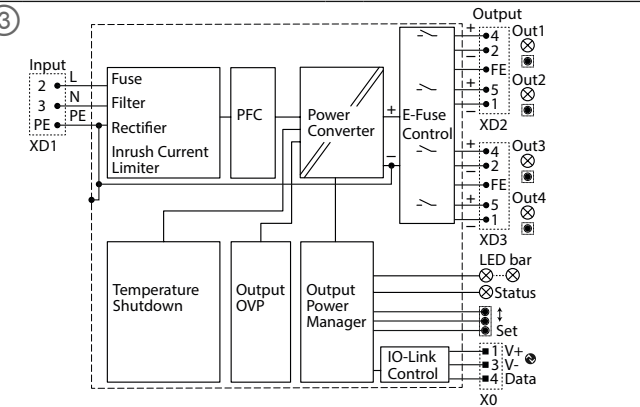 3
Input
2 L
3 N
PE PE
XD1
Fuse
Filter
Rectifier
Inrush Current
Limiter
PFC
Power
Converter
+
−
E-Fuse
Control
Output
+ 4 Out1
− 2
FE
+ 5 Out2
− 1
XD2
+ 4 Out3
− 2
FE
+ 5 Out4
− 1
XD3
Temperature
Shutdown
Output
OVP
Output
Power
Manager
IO-Link
Control
LED bar
Status
Set
1 V+
3 V-
4 Data
X0